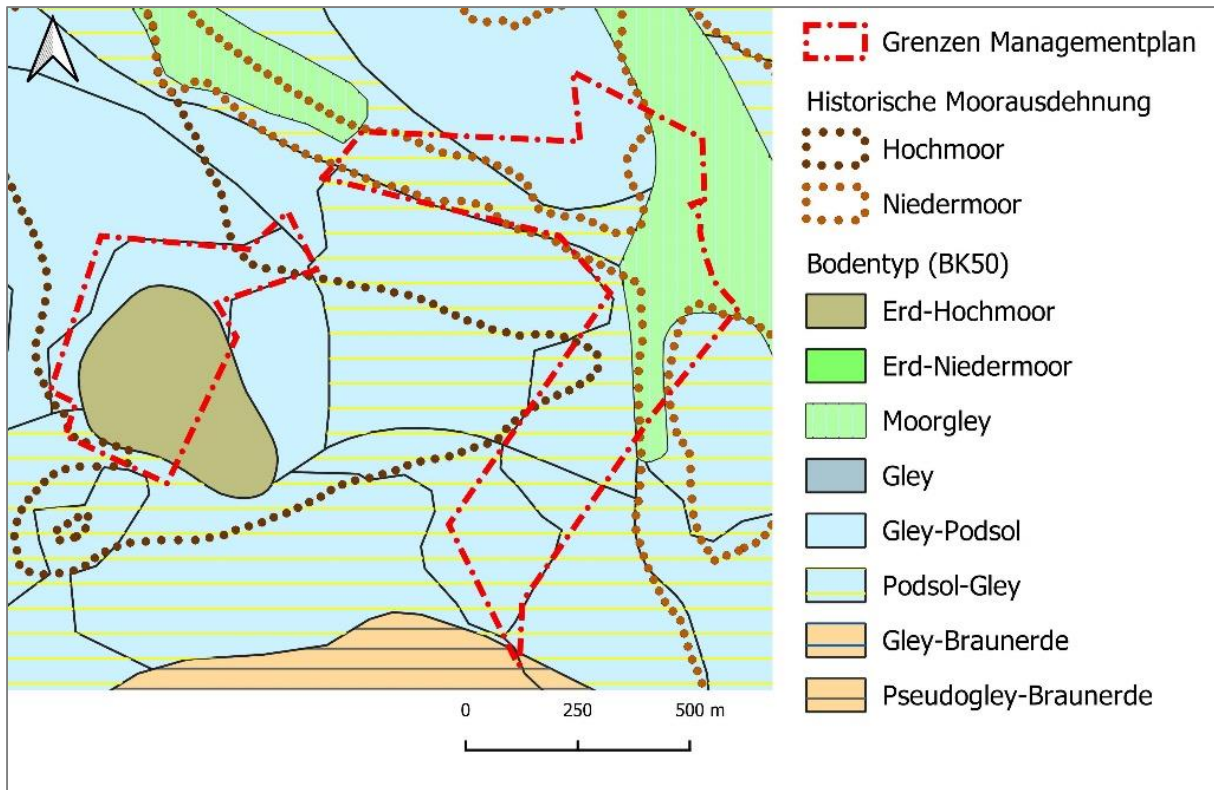 Grenzen Managementplan
Historische Moorausdehnung
Hochmoor
Niedermoor
Bodentyp (BK50)
Erd-Hochmoor
Erd-Niedermoor
Moorgley
Gley
Gley-Podsol
Podsol-Gley
Gley-Braunerde
Pseudogley-Braunerde
0 250 500 m